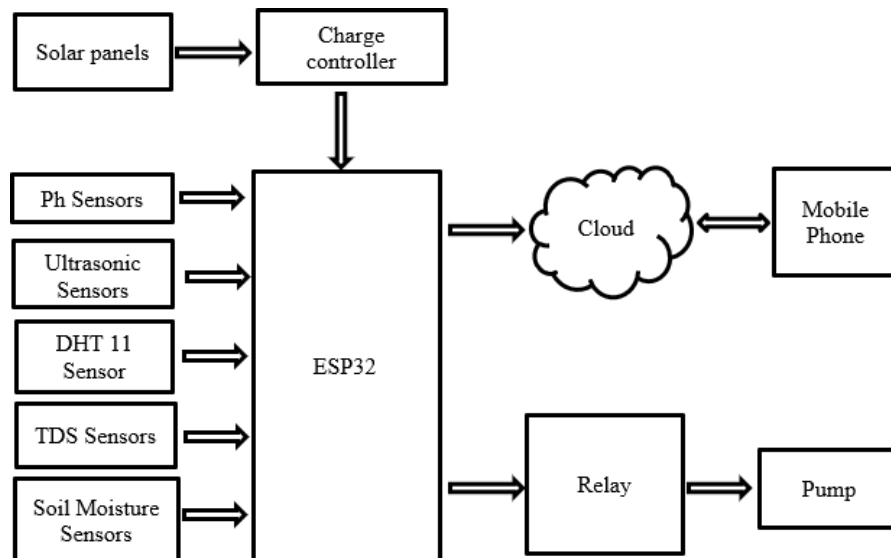 Solar panels
Charge
controller
Ph Sensors
Ultrasonic
Sensors
DHT 11
Sensor
TDS Sensors
Soil Moisture
Sensors
ESP32
Cloud
Mobile
Phone
Relay
Pump